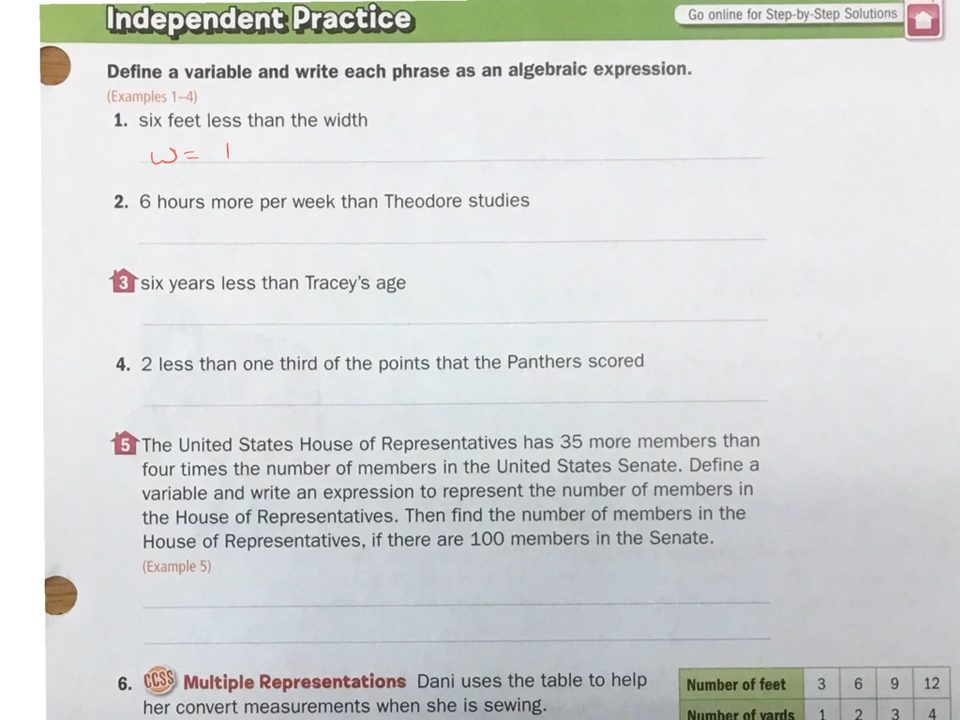 Independent Practice
Go online for Step-by-Step Solutions
Define a variable and write each phrase as an algebraic expression.
(Examples 1–4)
1. six feet less than the width
w = 1
2. 6 hours more per week than Theodore studies
3 six years less than Tracey's age
4. 2 less than one third of the points that the Panthers scored
5 The United States House of Representatives has 35 more members than
four times the number of members in the United States Senate. Define a
variable and write an expression to represent the number of members in
the House of Representatives. Then find the number of members in the
House of Representatives, if there are 100 members in the Senate.
(Example 5)
6. CCSS Multiple Representations Dani uses the table to help
her convert measurements when she is sewing.
Number of feet 3 6 9 12
Number of yards 1 2 3 4